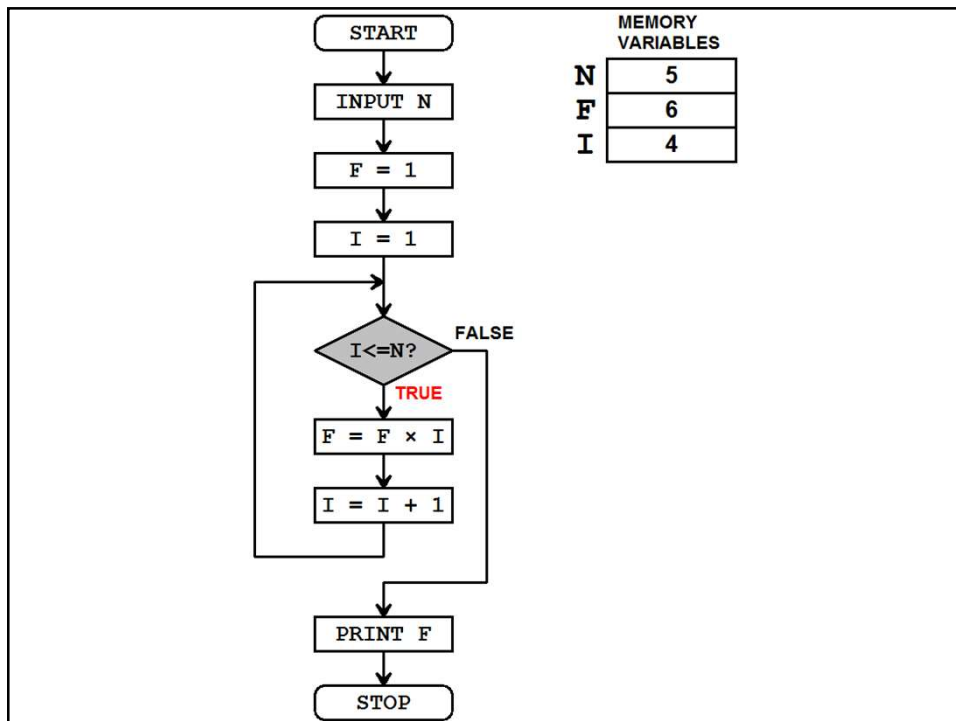 START
INPUT N
F = 1
I = 1
I<=N?
FALSE
TRUE
F = F × I
I = I + 1
PRINT F
STOP
MEMORY
VARIABLES
N 5
F 6
I 4